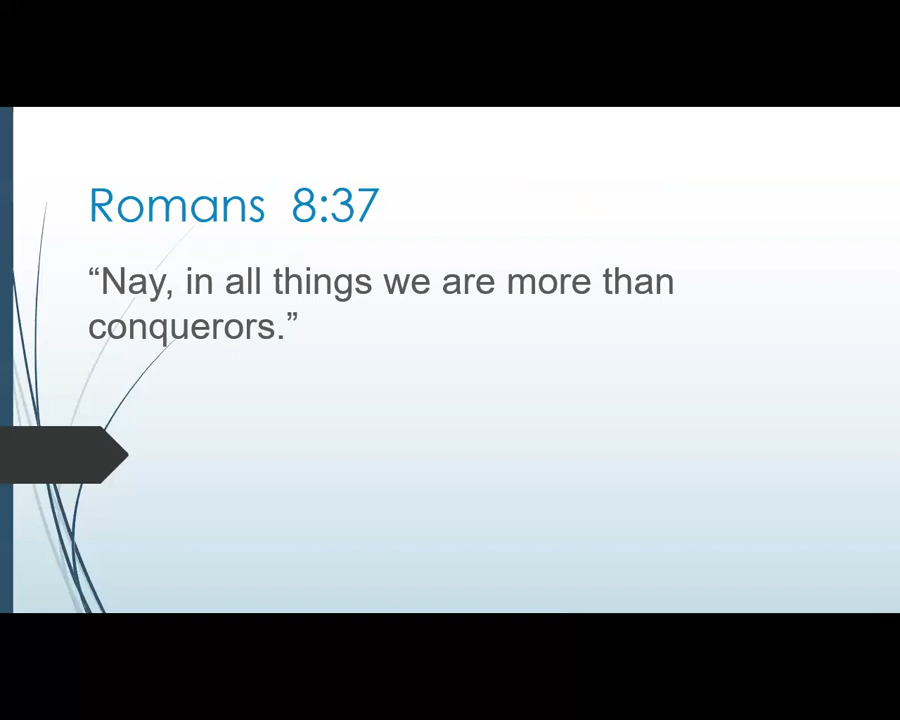 Romans 8:37
“Nay, in all things we are more than
conquerors.”